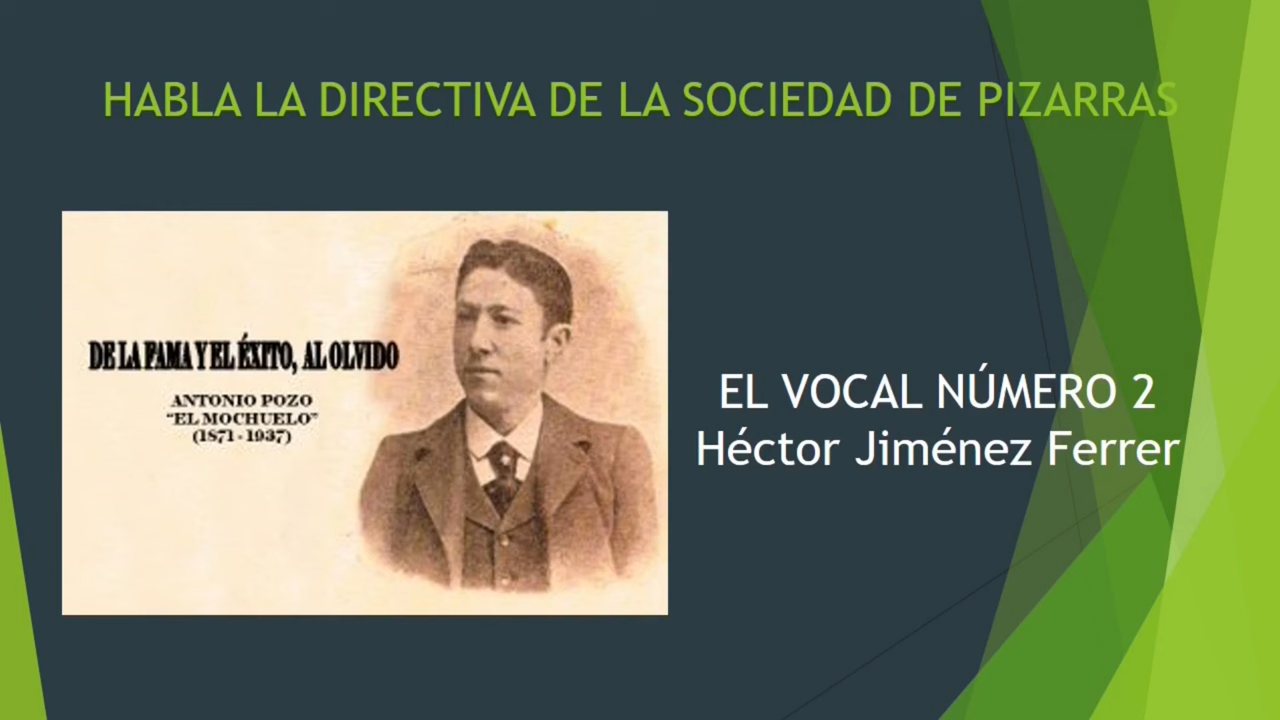 HABLA LA DIRECTIVA DE LA SOCIEDAD DE PIZARRAS
DE LA FAMA Y EL ÉXITO, AL OLVIDO
ANTONIO POZO
“EL MOCHUELO”
(1871 - 1937)
EL VOCAL NÚMERO 2
Héctor Jiménez Ferrer